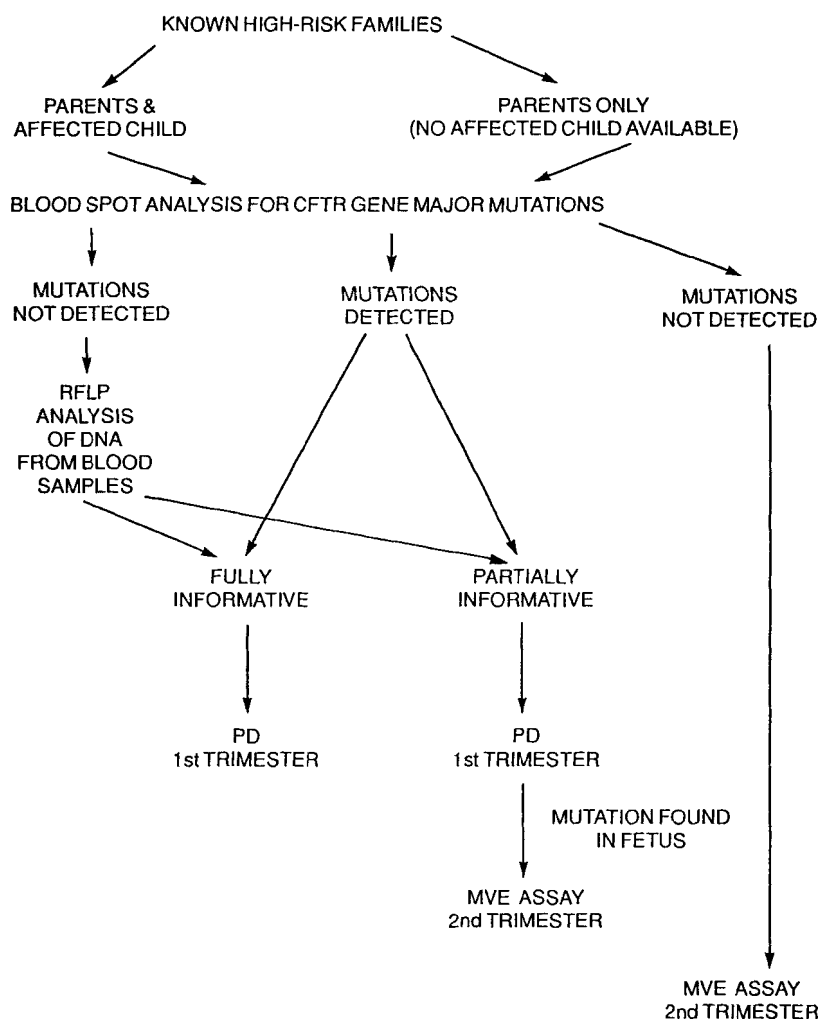 KNOWN HIGH-RISK FAMILIES
PARENTS &
AFFECTED CHILD
PARENTS ONLY
(NO AFFECTED CHILD AVAILABLE)
BLOOD SPOT ANALYSIS FOR CFTR GENE MAJOR MUTATIONS
MUTATIONS
NOT DETECTED
MUTATIONS
DETECTED
MUTATIONS
NOT DETECTED
RFLP
ANALYSIS
OF DNA
FROM BLOOD
SAMPLES
FULLY
INFORMATIVE
PARTIALLY
INFORMATIVE
PD
1st TRIMESTER
PD
1st TRIMESTER
MUTATION FOUND
IN FETUS
MVE ASSAY
2nd TRIMESTER
MVE ASSAY
2nd TRIMESTER